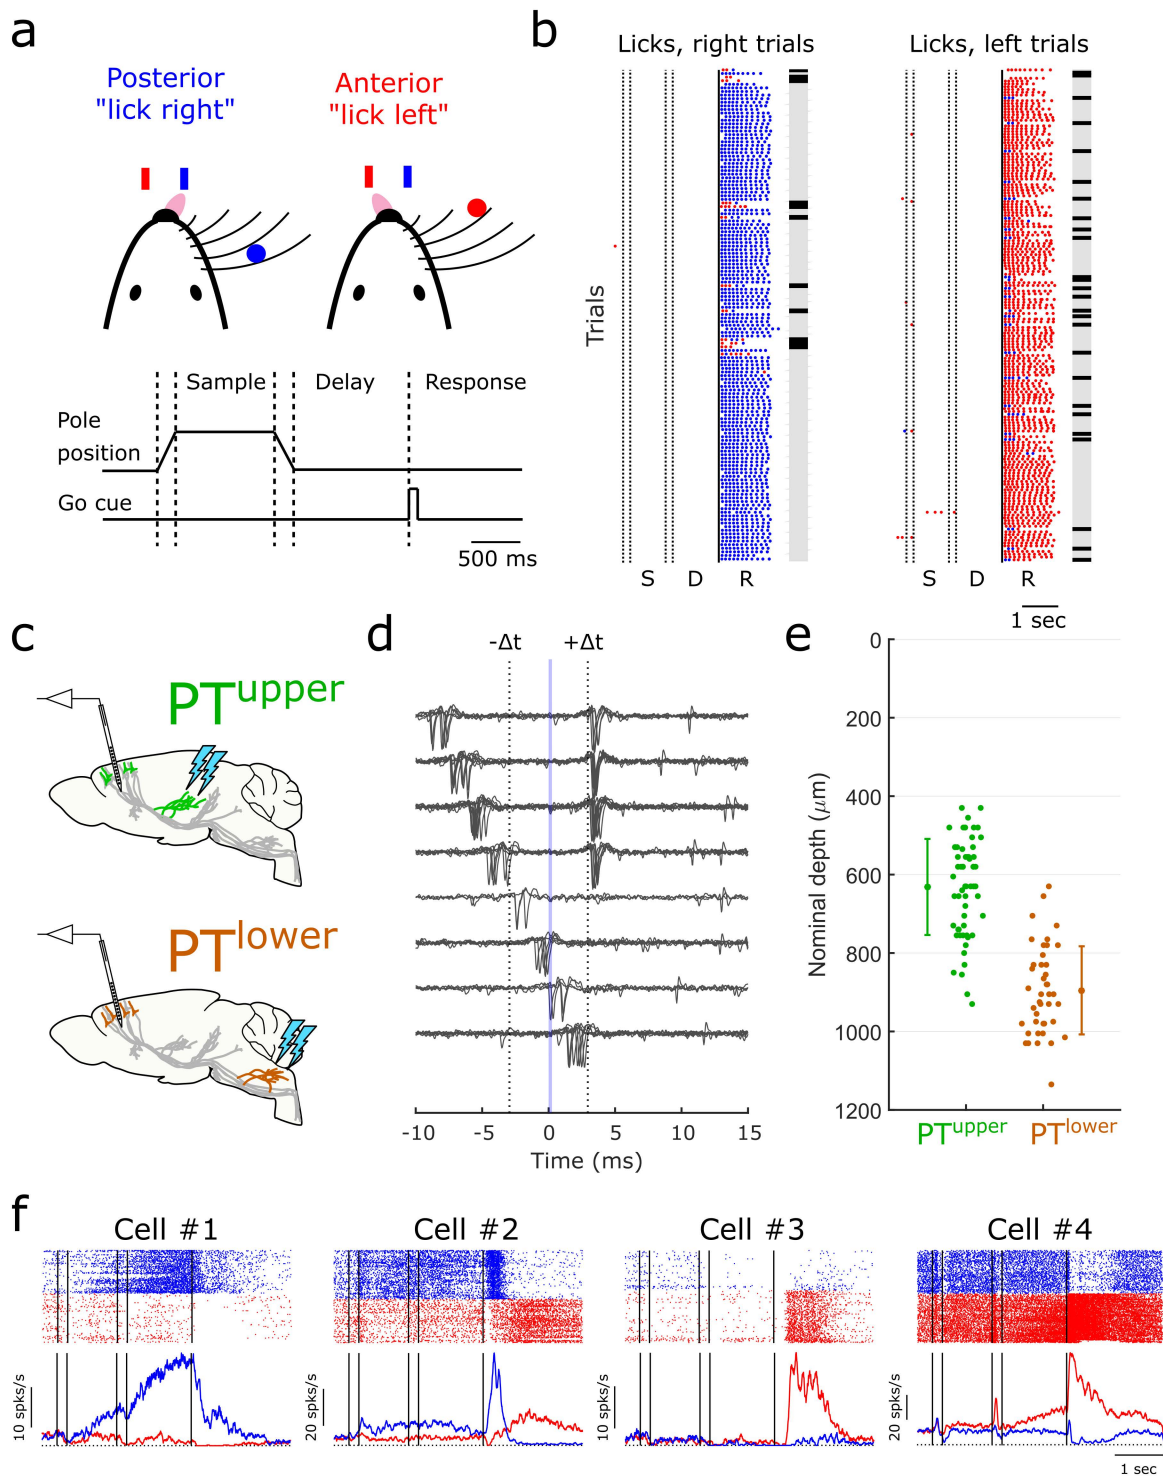 a
Posterior
"lick right"
Anterior
"lick left"
Sample
Delay
Response
Pole
position
Go cue
500 ms
b
Licks, right trials
Licks, left trials
Trials
S
D
R
S
D
R
1 sec
c
PTupper
PTlower
d
-Δt
+Δt
-10
-5
0
5
10
15
Time (ms)
e
0
200
400
600
800
1000
1200
Nominal depth (μm)
PTupper
PTlower
f
Cell #1
Cell #2
Cell #3
Cell #4
10 spks/s
20 spks/s
10 spks/s
20 spks/s
1 sec